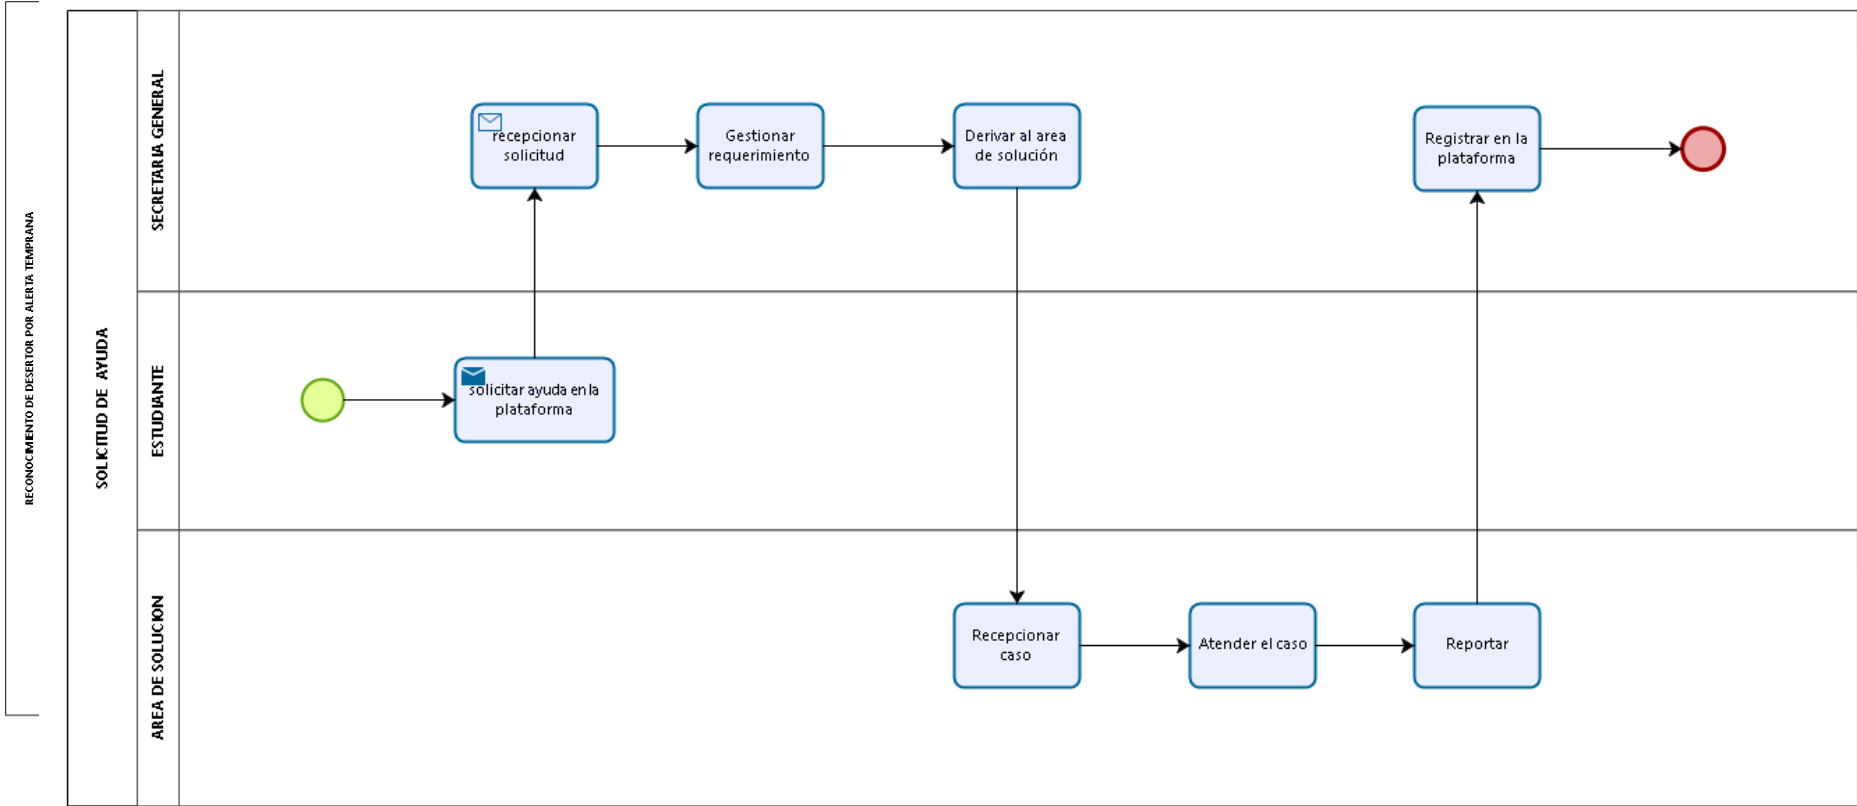 RECONOCIMIENTO DE DESERTOR POR ALERTA TEMPRANA
SOLICITUD DE AYUDA
SECRETARIA GENERAL
recepcionar
solicitud
Gestionar
requerimiento
Derivar al area
de solución
Registrar en la
plataforma
ESTUDIANTE
solicitar ayuda en la
plataforma
AREA DE SOLUCION
Recepcionar
caso
Atender el caso
Reportar